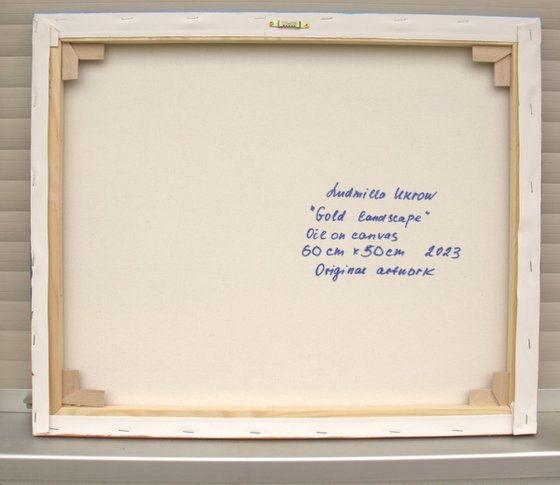 Ludmilla Ukrow
"Gold landscape"
Oil on canvas
60 cm x 50 cm 2023
Original artwork